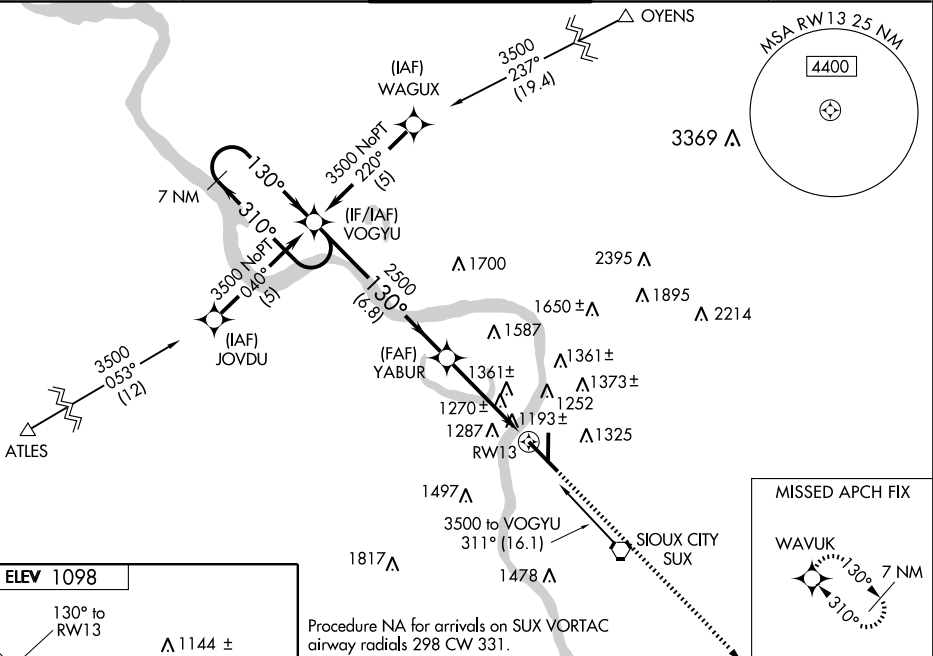 OYENS
3500
237°
(19.4)
MSA RW13 25 NM
4400
(IAF)
WAGUX
3369
3500 NoPT
220°
(5)
130°
7 NM
310°
(IF/IAF)
VOGYU
3500 NoPT
040°
(5)
2500
130°
(6.8)
1700
2395
1895
1650 ±
2214
1587
(IAF)
JOVDU
3500
053°
(12)
(FAF)
YABUR
1361±
1361±
1373±
1270 ±
1252
1193±
1287
1325
RW13
ATLES
1497
3500 to VOGYU
311° (16.1)
SIOUX CITY
SUX
1817
1478
MISSED APCH FIX
WAVUK
130°
7 NM
310°
ELEV 1098
130° to
RW13
1144 ±
Procedure NA for arrivals on SUX VORTAC
airway radials 298 CW 331.